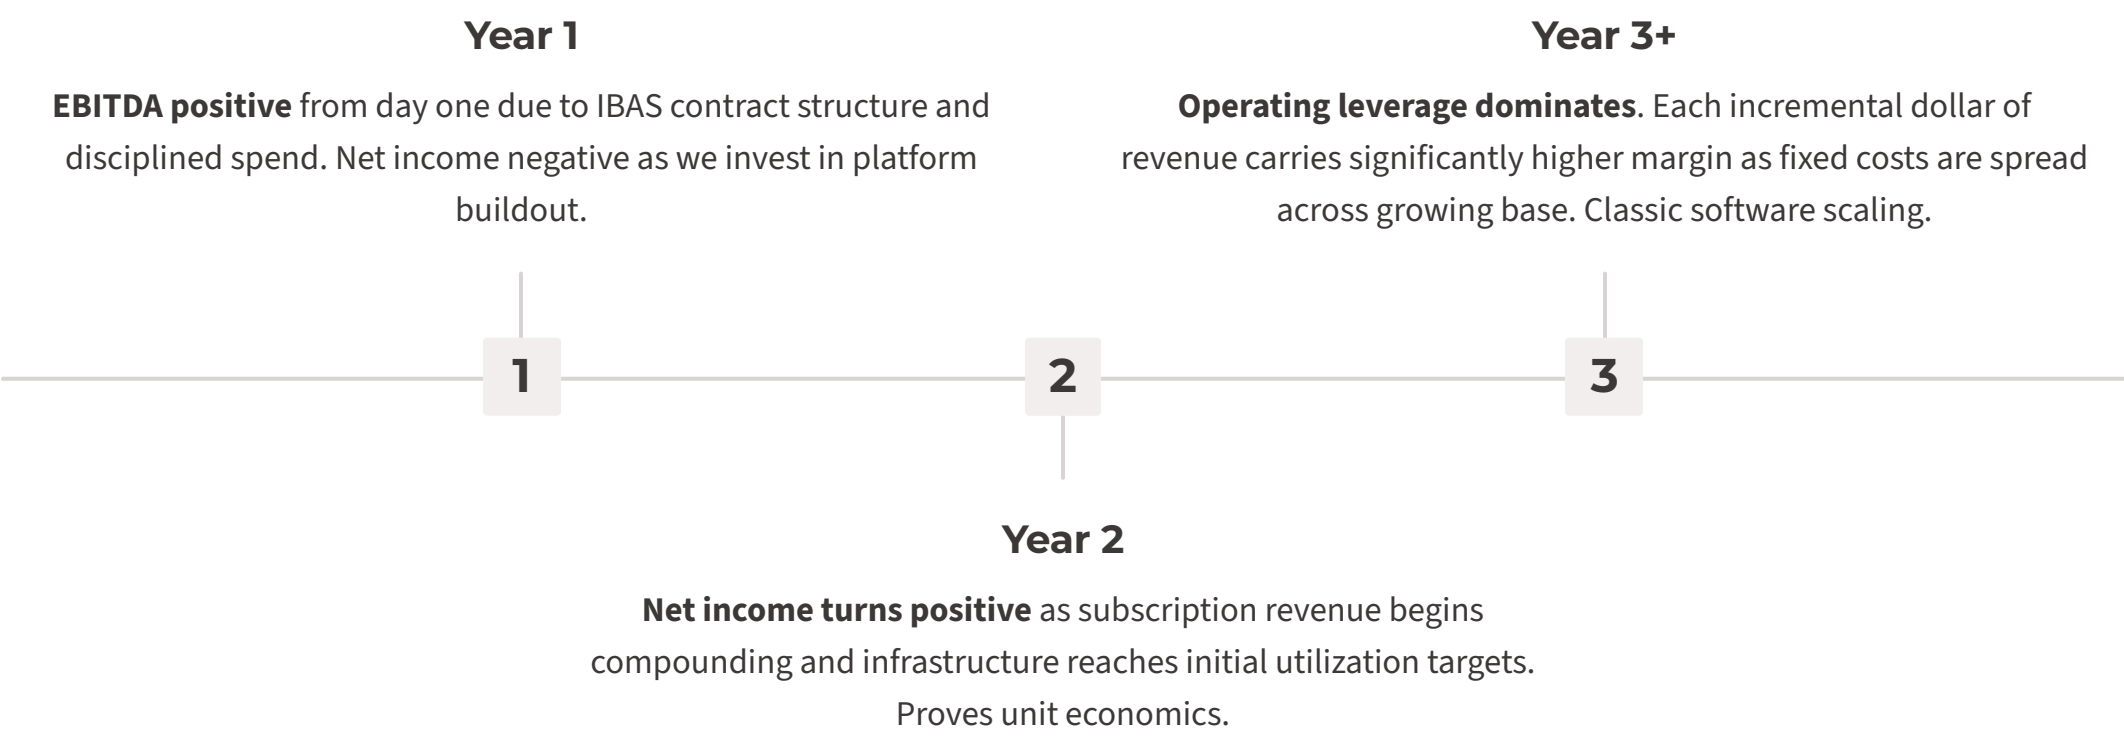 Year 1
EBITDA positive from day one due to IBAS contract structure and
disciplined spend. Net income negative as we invest in platform
buildout.
Year 3+
Operating leverage dominates. Each incremental dollar of
revenue carries significantly higher margin as fixed costs are spread
across growing base. Classic software scaling.
1
2
3
Year 2
Net income turns positive as subscription revenue begins
compounding and infrastructure reaches initial utilization targets.
Proves unit economics.